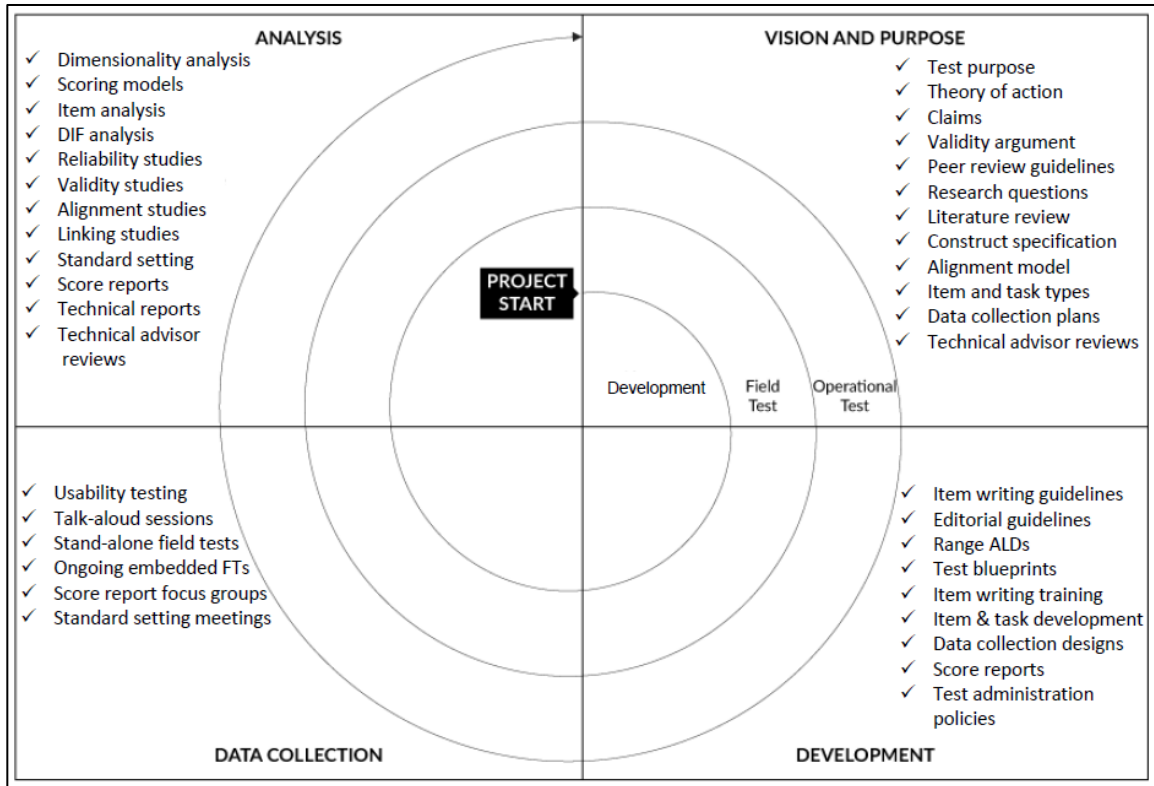 ANALYSIS
✓ Dimensionality analysis
✓ Scoring models
✓ Item analysis
✓ DIF analysis
✓ Reliability studies
✓ Validity studies
✓ Alignment studies
✓ Linking studies
✓ Standard setting
✓ Score reports
✓ Technical reports
✓ Technical advisor
reviews
VISION AND PURPOSE
✓ Test purpose
✓ Theory of action
✓ Claims
✓ Validity argument
✓ Peer review guidelines
✓ Research questions
✓ Literature review
✓ Construct specification
✓ Alignment model
✓ Item and task types
✓ Data collection plans
✓ Technical advisor reviews
PROJECT
START
Development
Field
Test
Operational
Test
✓ Usability testing
✓ Talk-aloud sessions
✓ Stand-alone field tests
✓ Ongoing embedded FTs
✓ Score report focus groups
✓ Standard setting meetings
DATA COLLECTION
✓ Item writing guidelines
✓ Editorial guidelines
✓ Range ALDs
✓ Test blueprints
✓ Item writing training
✓ Item & task development
✓ Data collection designs
✓ Score reports
✓ Test administration
policies
DEVELOPMENT